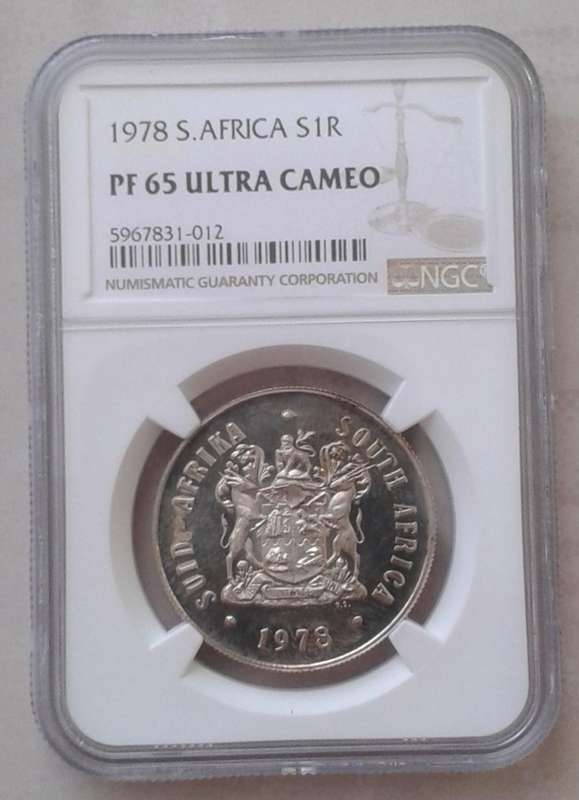 1978 S.AFRICA S1R
PF 65 ULTRA CAMEO
5967831-012
NUMISMATIC GUARANTY CORPORATION
NGC
SUID-AFRIKA SOUTH AFRICA
1978